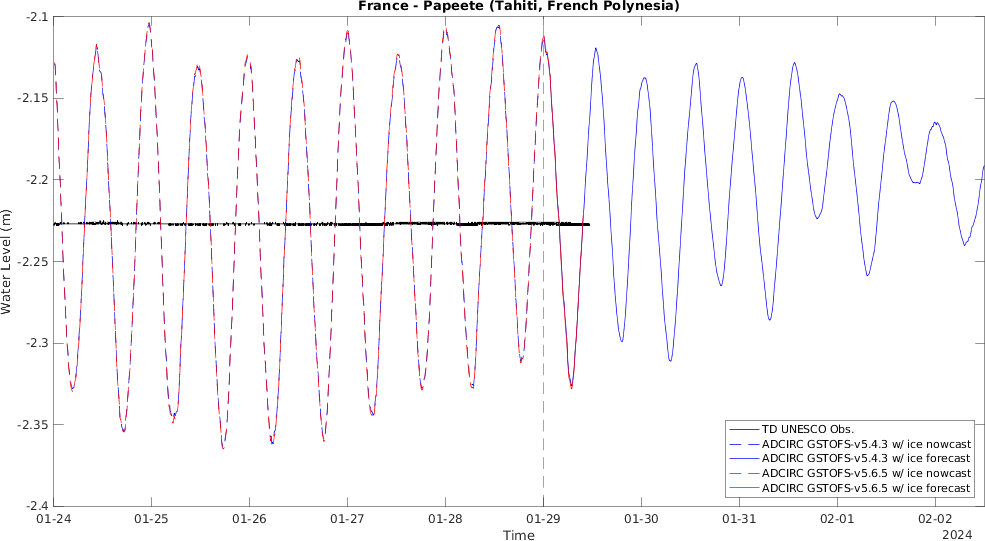 France - Papeete (Tahiti, French Polynesia)
-2.1
-2.15
-2.2
-2.25
-2.3
-2.35
-2.4
Water Level (m)
TD UNESCO Obs.
ADCIRC GSTOFS-v5.4.3 w/ ice nowcast
ADCIRC GSTOFS-v5.4.3 w/ ice forecast
ADCIRC GSTOFS-v5.6.5 w/ ice nowcast
ADCIRC GSTOFS-v5.6.5 w/ ice forecast
01-24 01-25 01-26 01-27 01-28 01-29 01-30 01-31 02-01 02-02
Time
2024